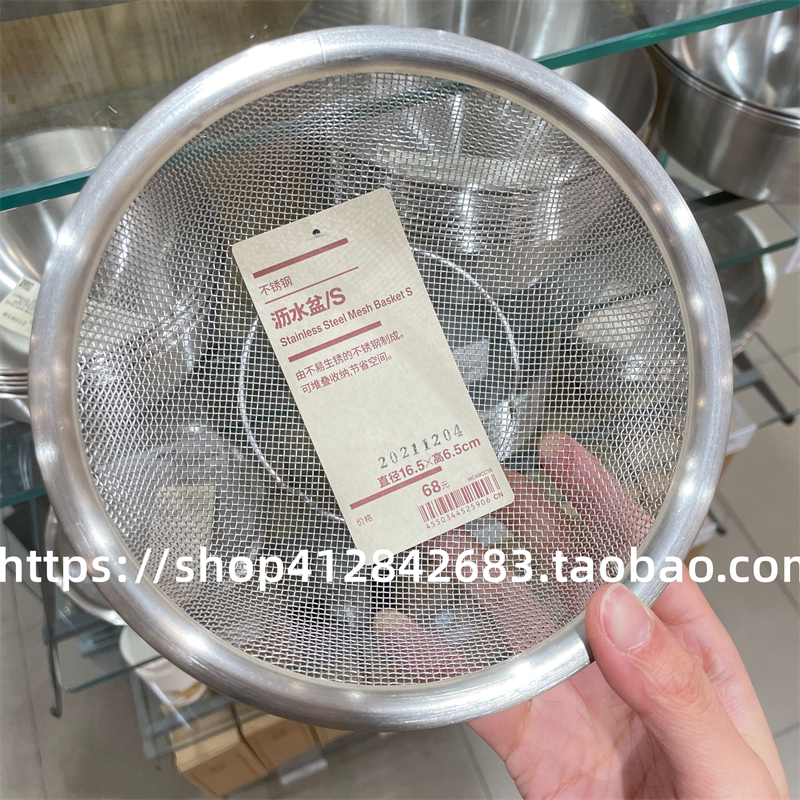 不锈钢
沥水盆/S
Stainless Steel Mesh Basket S
由不易生锈的不锈钢制成。
可堆叠收纳,节省空间。
20211204
直径16.5×高6.5cm
价格 68元
4550344525906 CN
https://shop412842683.taobao.com